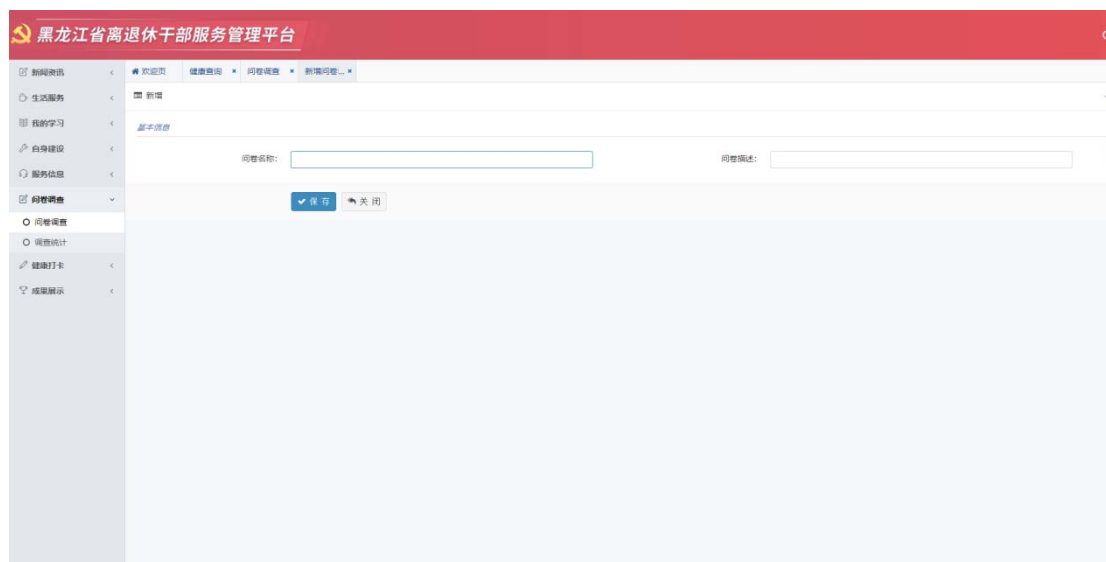 黑龙江省离退休干部服务管理平台
新闻资讯
生活服务
我的学习
自身建设
服务信息
问卷调查
问卷调查
调查统计
健康打卡
成果展示
欢迎页 健康查询 问卷调查 新增问卷:...
新增
基本信息
问卷名称: 问卷描述:
保 存 关 闭